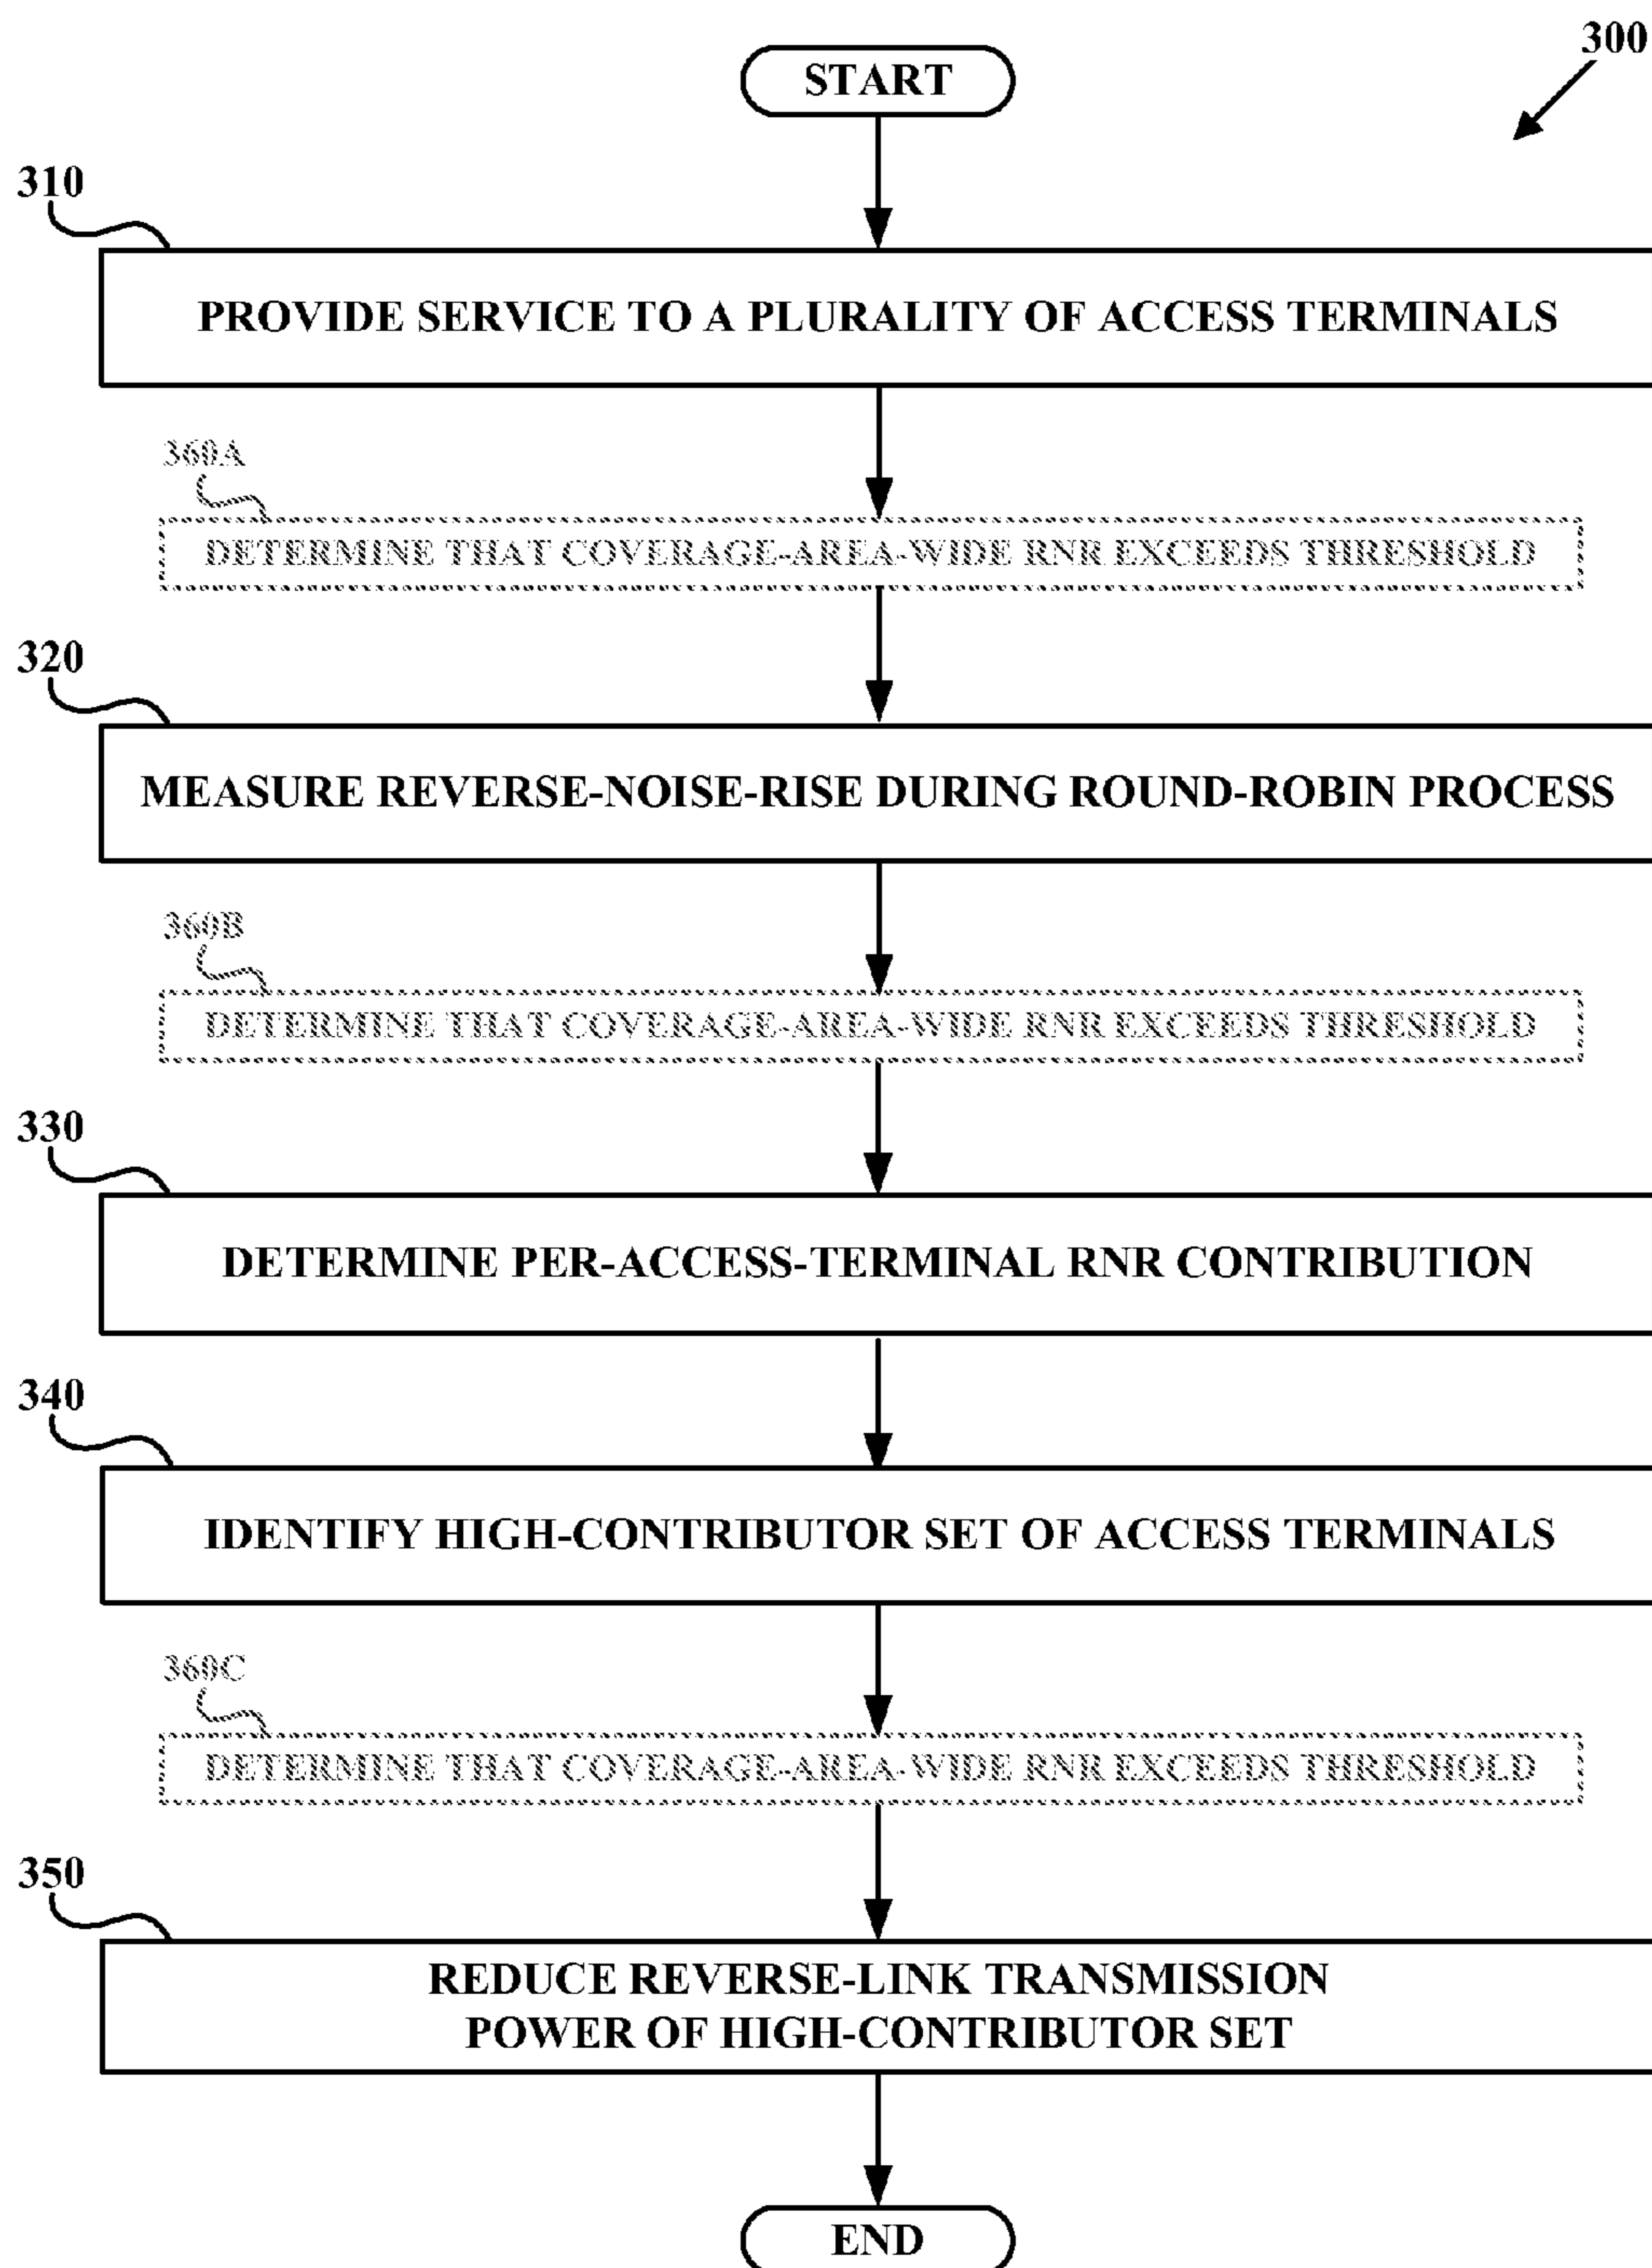 300
START
310
PROVIDE SERVICE TO A PLURALITY OF ACCESS TERMINALS
360A
DETERMINE THAT COVERAGE-AREA-WIDE RNR EXCEEDS THRESHOLD
320
MEASURE REVERSE-NOISE-RISE DURING ROUND-ROBIN PROCESS
360B
DETERMINE THAT COVERAGE-AREA-WIDE RNR EXCEEDS THRESHOLD
330
DETERMINE PER-ACCESS-TERMINAL RNR CONTRIBUTION
340
IDENTIFY HIGH-CONTRIBUTOR SET OF ACCESS TERMINALS
360C
DETERMINE THAT COVERAGE-AREA-WIDE RNR EXCEEDS THRESHOLD
350
REDUCE REVERSE-LINK TRANSMISSION
POWER OF HIGH-CONTRIBUTOR SET
END